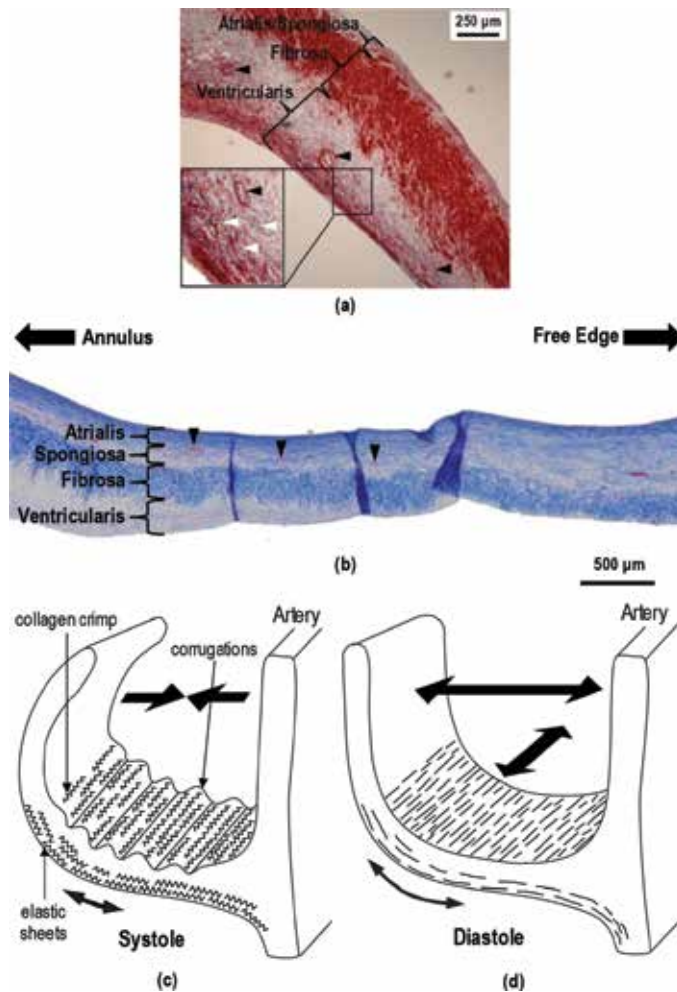 250 µm
Atrialis/Spongiosa
Fibrosa
Ventricularis
(a)
Annulus
Free Edge
Atrialis
Spongiosa
Fibrosa
Ventricularis
(b)
500 µm
collagen crimp
corrugations
Artery
elastic
sheets
Systole
(c)
Artery
Diastole
(d)